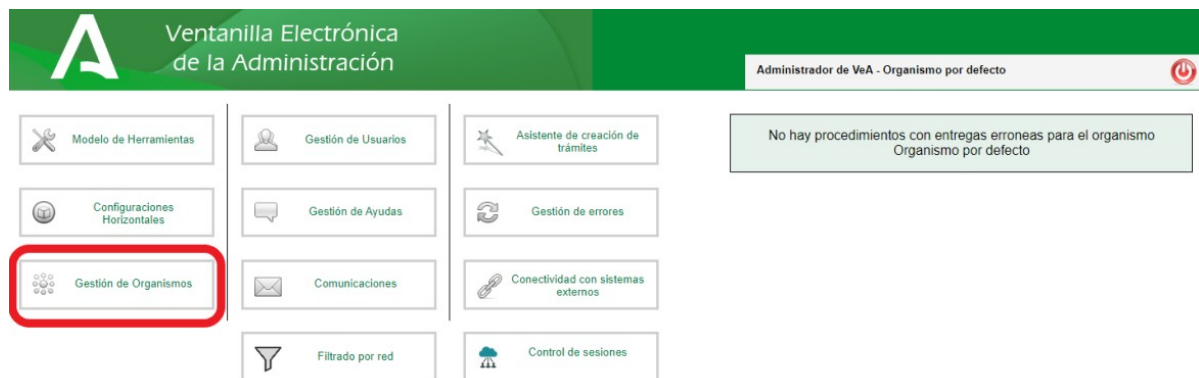 Ventanilla Electrónica
de la Administración
Administrador de VeA - Organismo por defecto
Modelo de Herramientas
Gestión de Usuarios
Asistente de creación de
trámites
No hay procedimientos con entregas erroneas para el organismo
Organismo por defecto
Configuraciones
Horizontales
Gestión de Ayudas
Gestión de errores
Gestión de Organismos
Comunicaciones
Conectividad con sistemas
externos
Filtrado por red
Control de sesiones